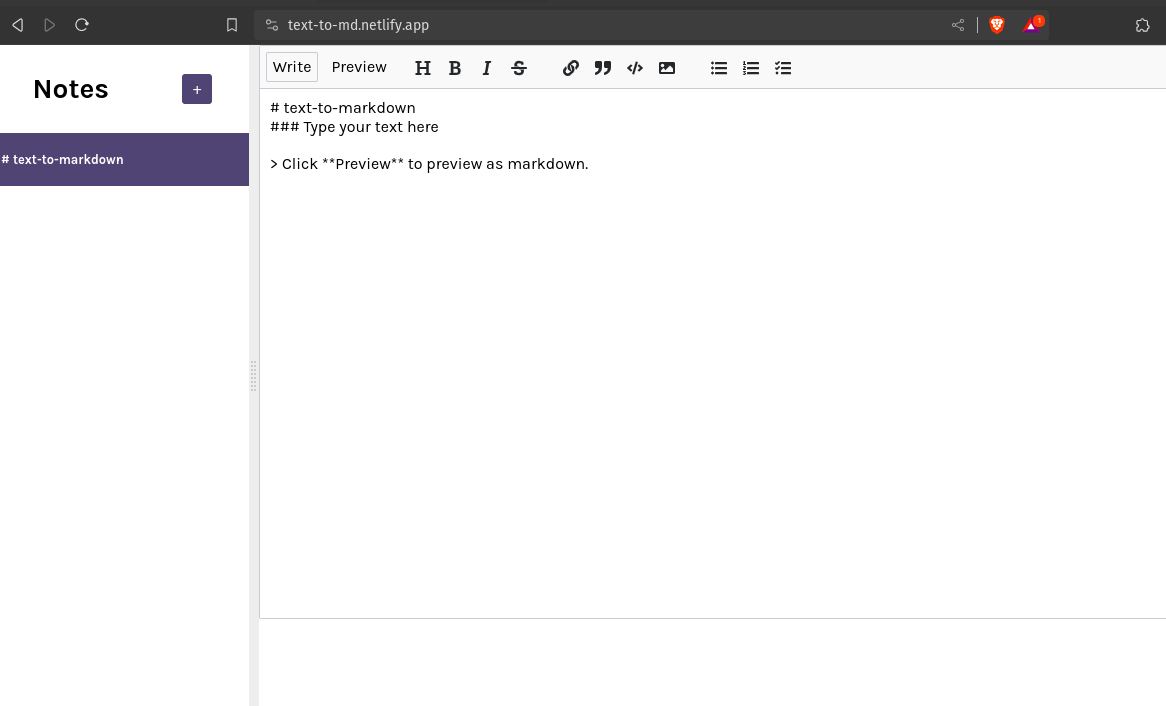 text-to-md.netlify.app
1
Notes
+
# text-to-markdown
Write Preview H B I S
# text-to-markdown
### Type your text here
> Click **Preview** to preview as markdown.